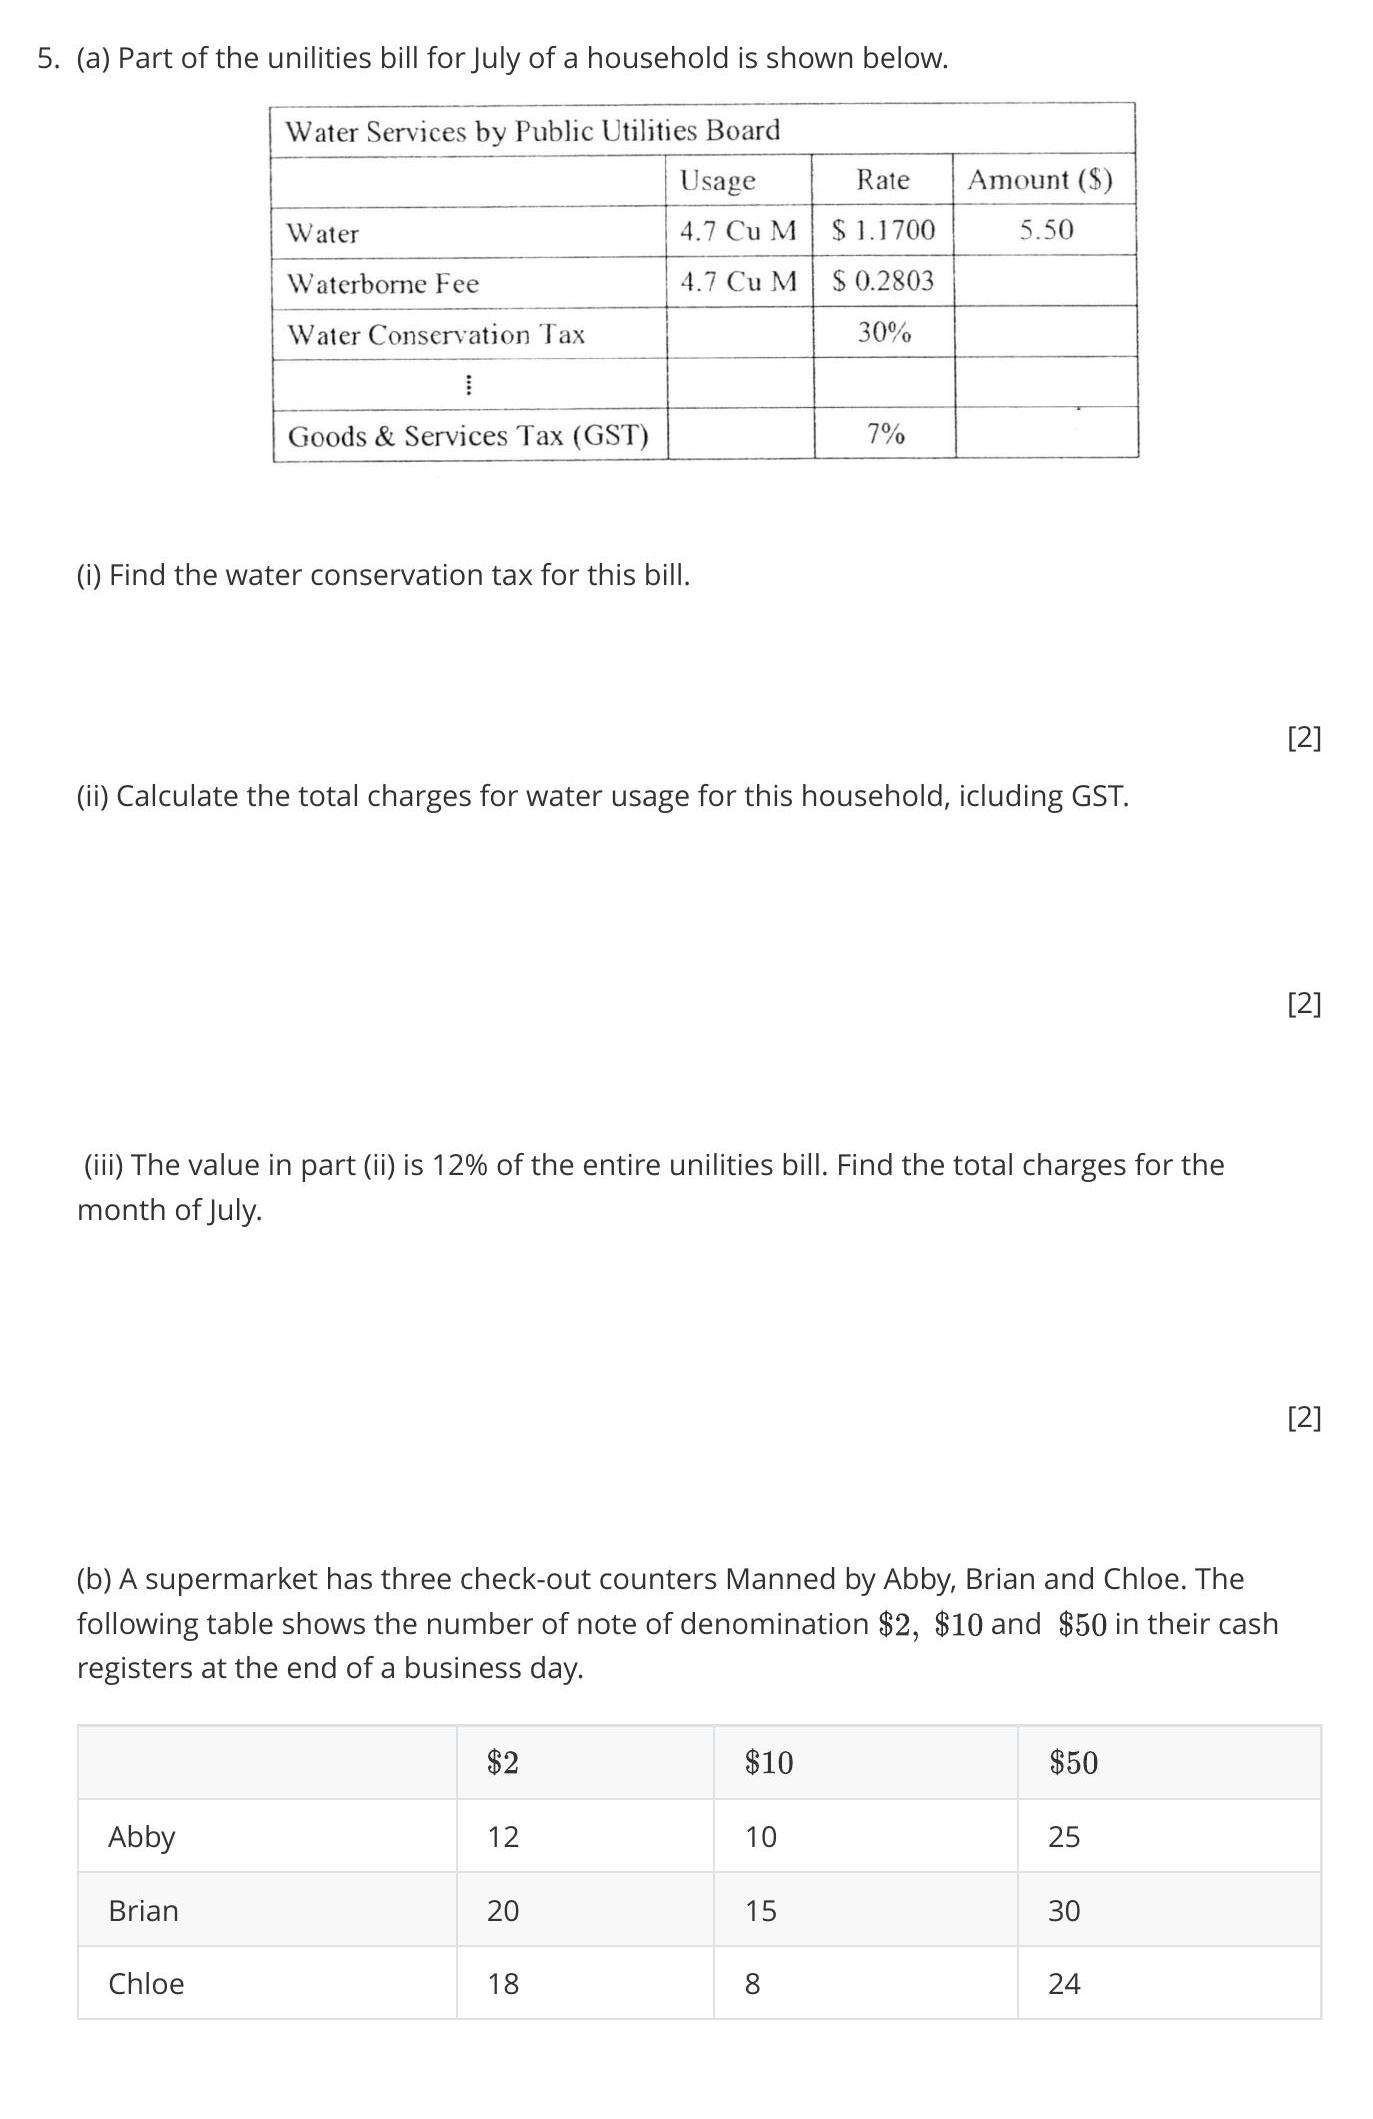 5. (a) Part of the unilities bill for July of a household is shown below.
Water Services by Public Utilities Board
Usage Rate Amount ($)
Water 4.7 Cu M $ 1.1700 5.50
Waterborne Fee 4.7 Cu M $ 0.2803
Water Conservation Tax 30%
⋮
Goods & Services Tax (GST) 7%
(i) Find the water conservation tax for this bill.
[2]
(ii) Calculate the total charges for water usage for this household, icluding GST.
[2]
(iii) The value in part (ii) is 12% of the entire unilities bill. Find the total charges for the
month of July.
[2]
(b) A supermarket has three check-out counters Manned by Abby, Brian and Chloe. The
following table shows the number of note of denomination $2, $10 and $50 in their cash
registers at the end of a business day.
$2 $10 $50
Abby 12 10 25
Brian 20 15 30
Chloe 18 8 24